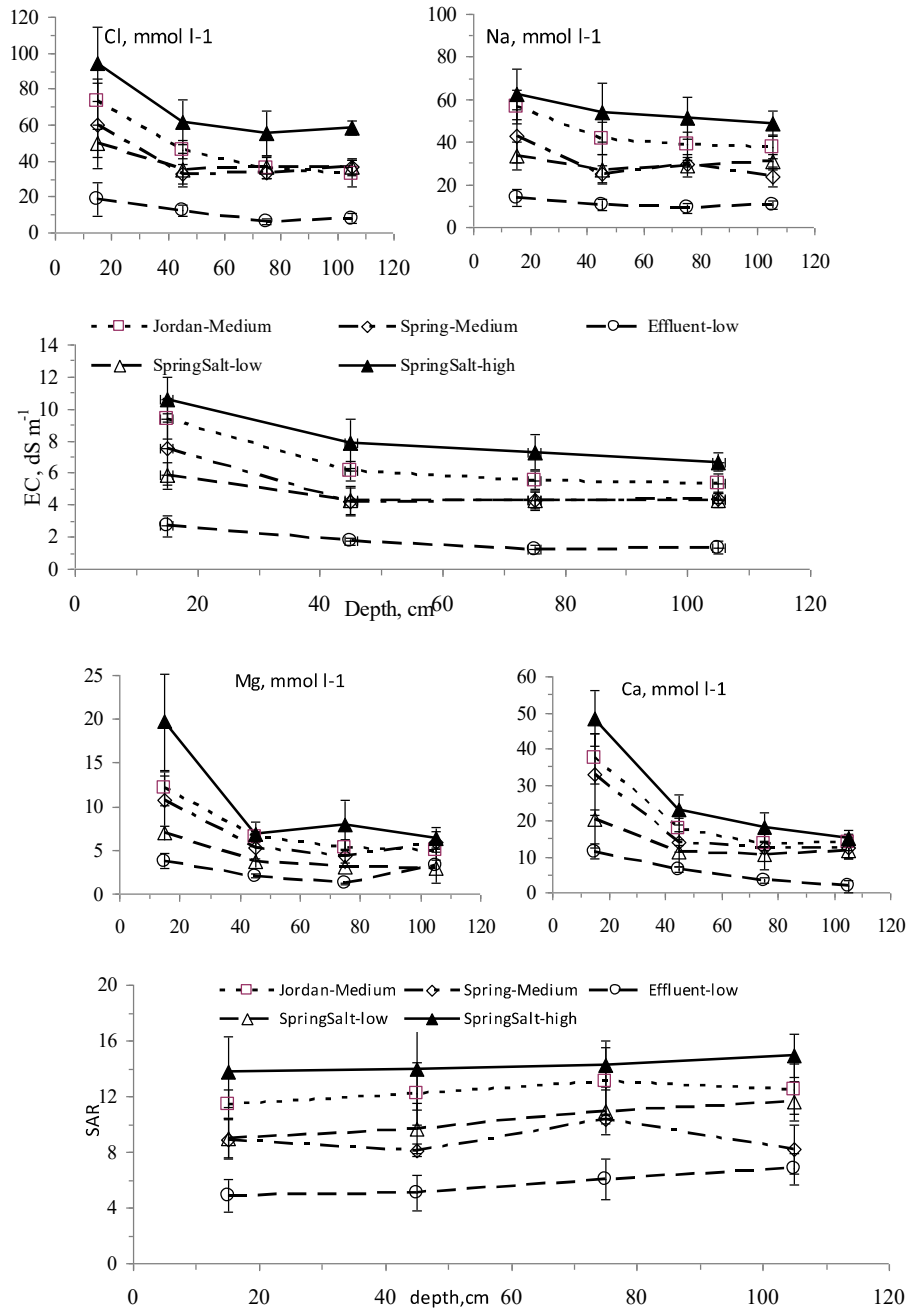 Cl, mmol l-1
120
100
80
60
40
20
0
0 20 40 60 80 100 120
Na, mmol l-1
100
80
60
40
20
0
0 20 40 60 80 100 120
Jordan-Medium Spring-Medium Effluent-low
SpringSalt-low SpringSalt-high
EC, dS m-1
14
12
10
8
6
4
2
0
0 20 40 60 80 100 120
Depth, cm
Mg, mmol l-1
25
20
15
10
5
0
0 20 40 60 80 100 120
Ca, mmol l-1
60
50
40
30
20
10
0
0 20 40 60 80 100 120
Jordan-Medium Spring-Medium Effluent-low
SpringSalt-low SpringSalt-high
SAR
20
16
12
8
4
0
0 20 40 60 80 100 120
depth,cm